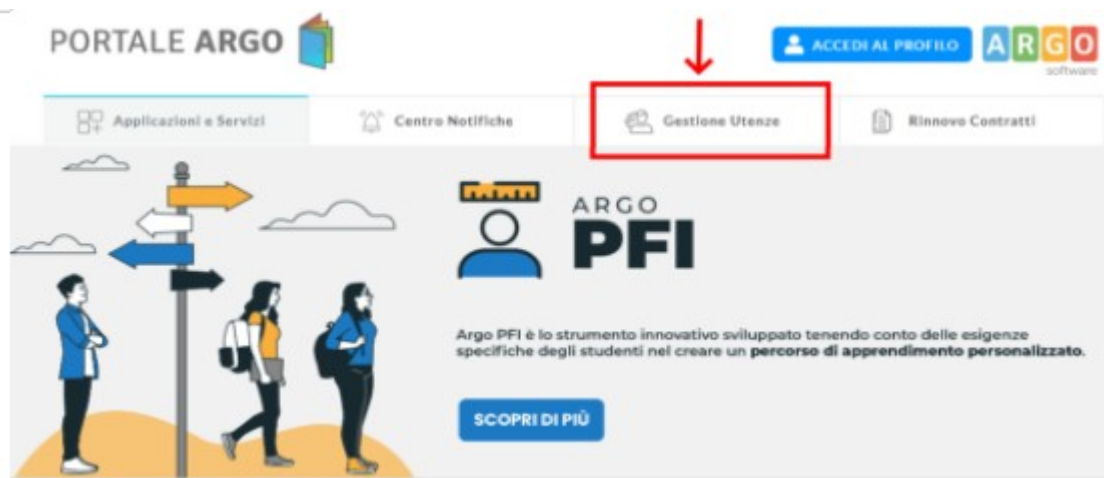 PORTALE ARGO
ACCEDI AL PROFILO
ARGO
software
Applicazioni e Servizi
Centro Notifiche
Gestione Utenze
Rinnovo Contratti
ARGO
PFI
Argo PFI è lo strumento innovativo sviluppato tenendo conto delle esigenze
specifiche degli studenti nel creare un percorso di apprendimento personalizzato.
SCOPRI DI PIÙ